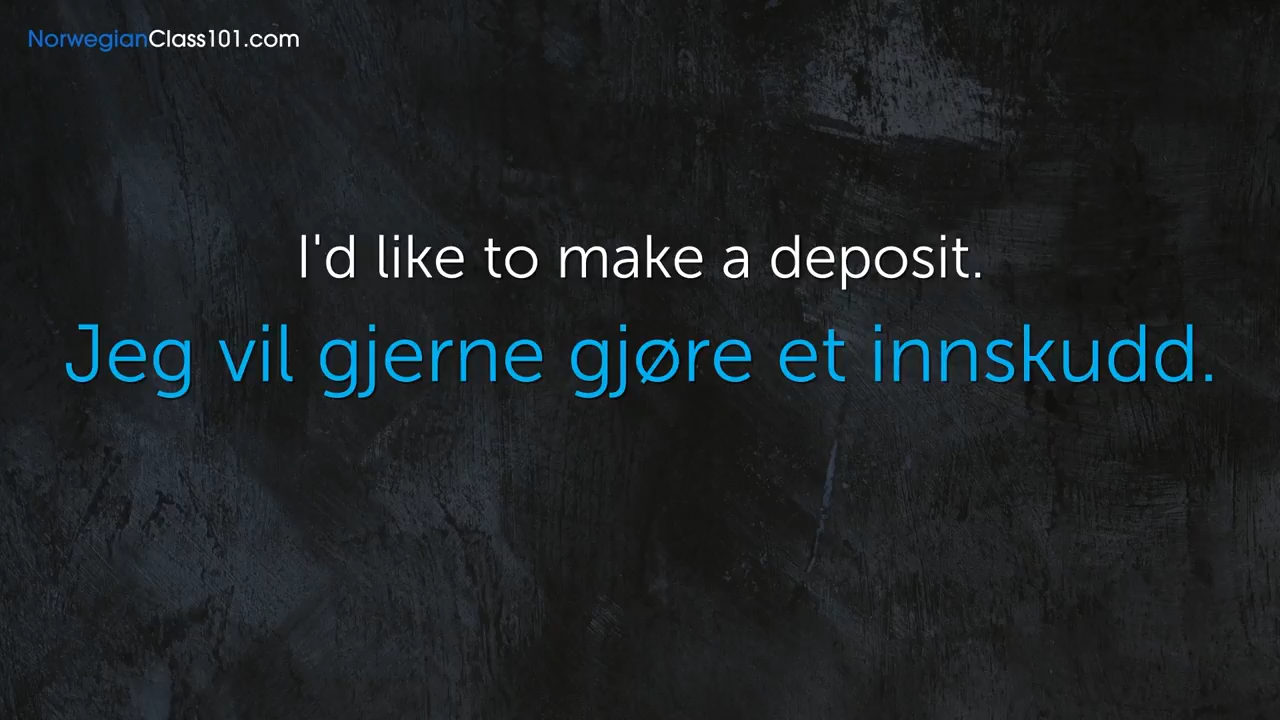 NorwegianClass101.com
I'd like to make a deposit.
Jeg vil gjerne gjøre et innskudd.